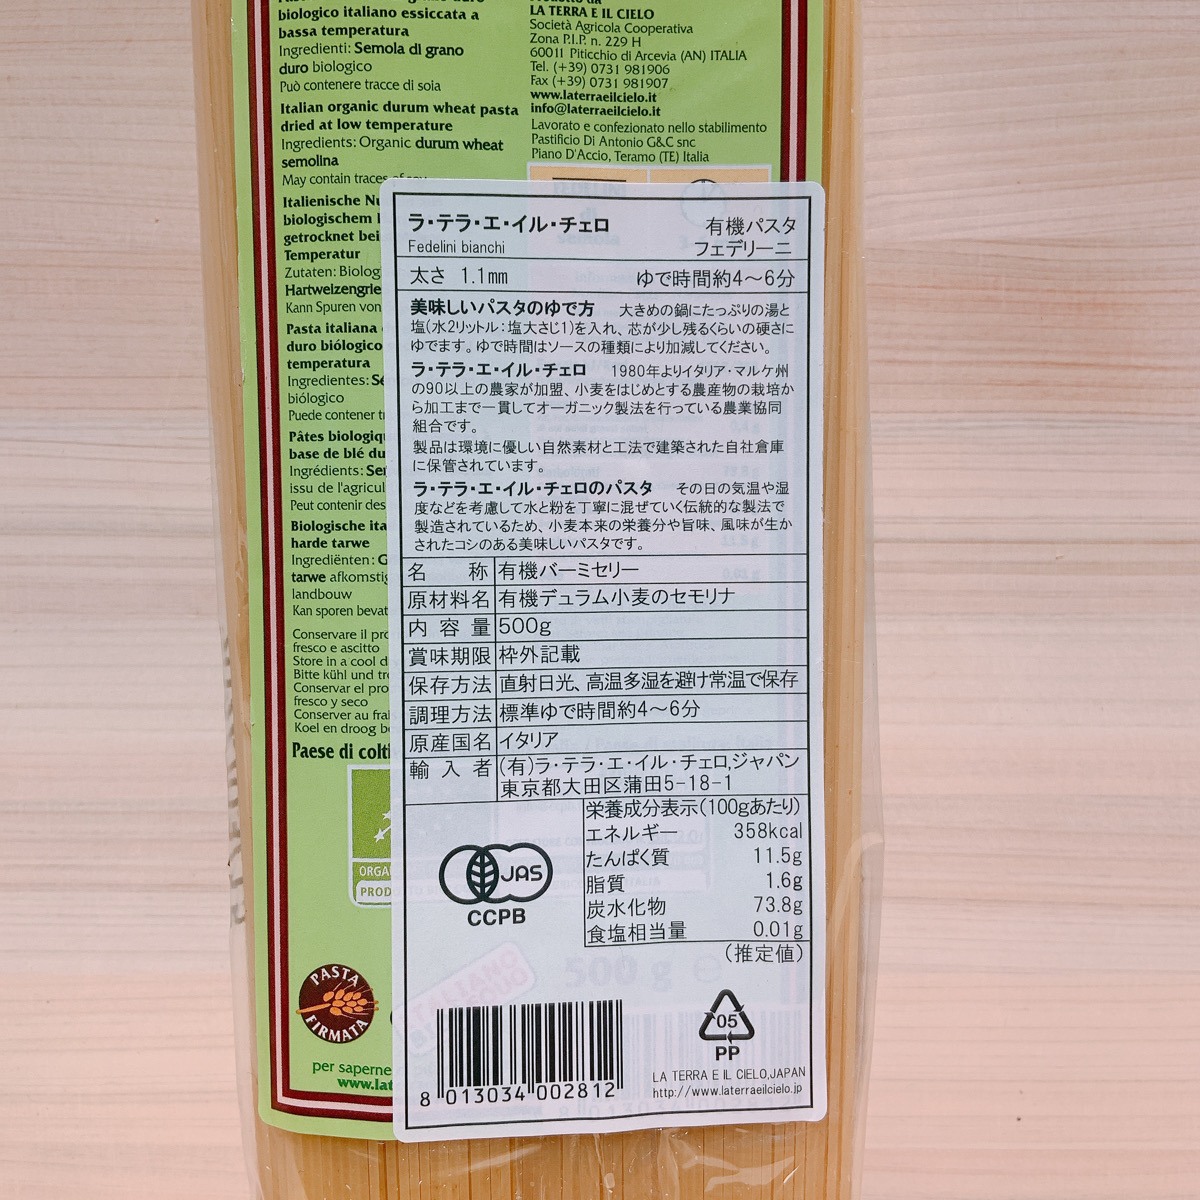 biologico italiano essiccata a
bassa temperatura
Ingredienti: Semola di grano
duro biologico
Può contenere tracce di soia
Italian organic durum wheat pasta
dried at low temperature
Ingredients: Organic durum wheat
semolina
May contain traces
Italienische
biologischem
getrocknet bei
Temperatur
Zutaten:
Kann Spuren von
Pasta italiana
duro biológico
temperatura
Ingredientes:
biólogico
Puede contener
Pâtes
base de blé
Ingrédients:
issu de
Peut contenir des
Biologische
harde tarwe
Ingrediënten:
tarwe
landbouw
Kan sporen
Conservare il
fresco e ascitto
Store in a cool
Bitte kühl und
Conservar el
fresco y seco
Conserver au
Koel en droog
Paese di
PASTA
FIRMATA
per saperne
LA TERRA E IL CIELO
Società Agricola Cooperativa
Zona P.I.P. n. 229 H
60011 Piticchio di Arcevia (AN) ITALIA
Tel. (+39) 0731 981906
Fax (+39) 0731 981907
www.laterraeilcielo.it
info@laterraeilcielo.it
Lavorato e confezionato nello stabilimento
Pastificio Di Antonio G&C snc
Piano D'Accio, Teramo (TE) Italia
ラ・テラ・エ・イル・チェロ 有機パスタ
Fedelini bianchi フェデリーニ
太さ 1.1mm ゆで時間約4〜6分
美味しいパスタのゆで方 大きめの鍋にたっぷりの湯と
塩(水2リットル：塩大さじ1)を入れ、芯が少し残るくらいの硬さに
ゆでます。ゆで時間はソースの種類により加減してください。
ラ・テラ・エ・イル・チェロ 1980年よりイタリア・マルケ州
の90以上の農家が加盟、小麦をはじめとする農産物の栽培か
ら加工まで一貫してオーガニック製法を行っている農業協同
組合です。
製品は環境に優しい自然素材と工法で建築された自社倉庫
に保管されています。
ラ・テラ・エ・イル・チェロのパスタ その日の気温や湿
度などを考慮して水と粉を丁寧に混ぜていく伝統的な製法で
製造されているため、小麦本来の栄養分や旨味、風味が生か
されたコシのある美味しいパスタです。
名 称 有機バーミセリー
原材料名 有機デュラム小麦のセモリナ
内容量 500g
賞味期限 枠外記載
保存方法 直射日光、高温多湿を避け常温で保存
調理方法 標準ゆで時間約4〜6分
原産国名 イタリア
輸入者 (有)ラ・テラ・エ・イル・チェロ,ジャパン
東京都大田区蒲田5-18-1
栄養成分表示(100gあたり)
エネルギー 358kcal
たんぱく質 11.5g
脂質 1.6g
炭水化物 73.8g
食塩相当量 0.01g
(推定値)
JAS
CCPB
500 g
8 013034 002812
05
PP
LA TERRA E IL CIELO,JAPAN
http://www.laterraeilcielo.jp